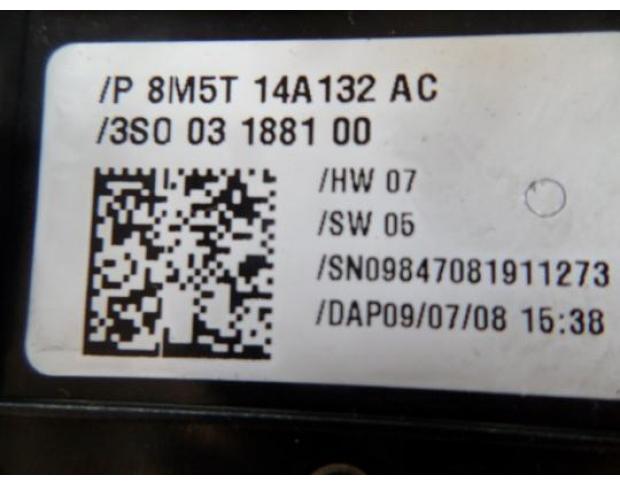 /P 8M5T 14A132 AC
/3S0 03 1881 00
/HW 07
/SW 05
/SN09847081911273
/DAP09/07/08 15:38